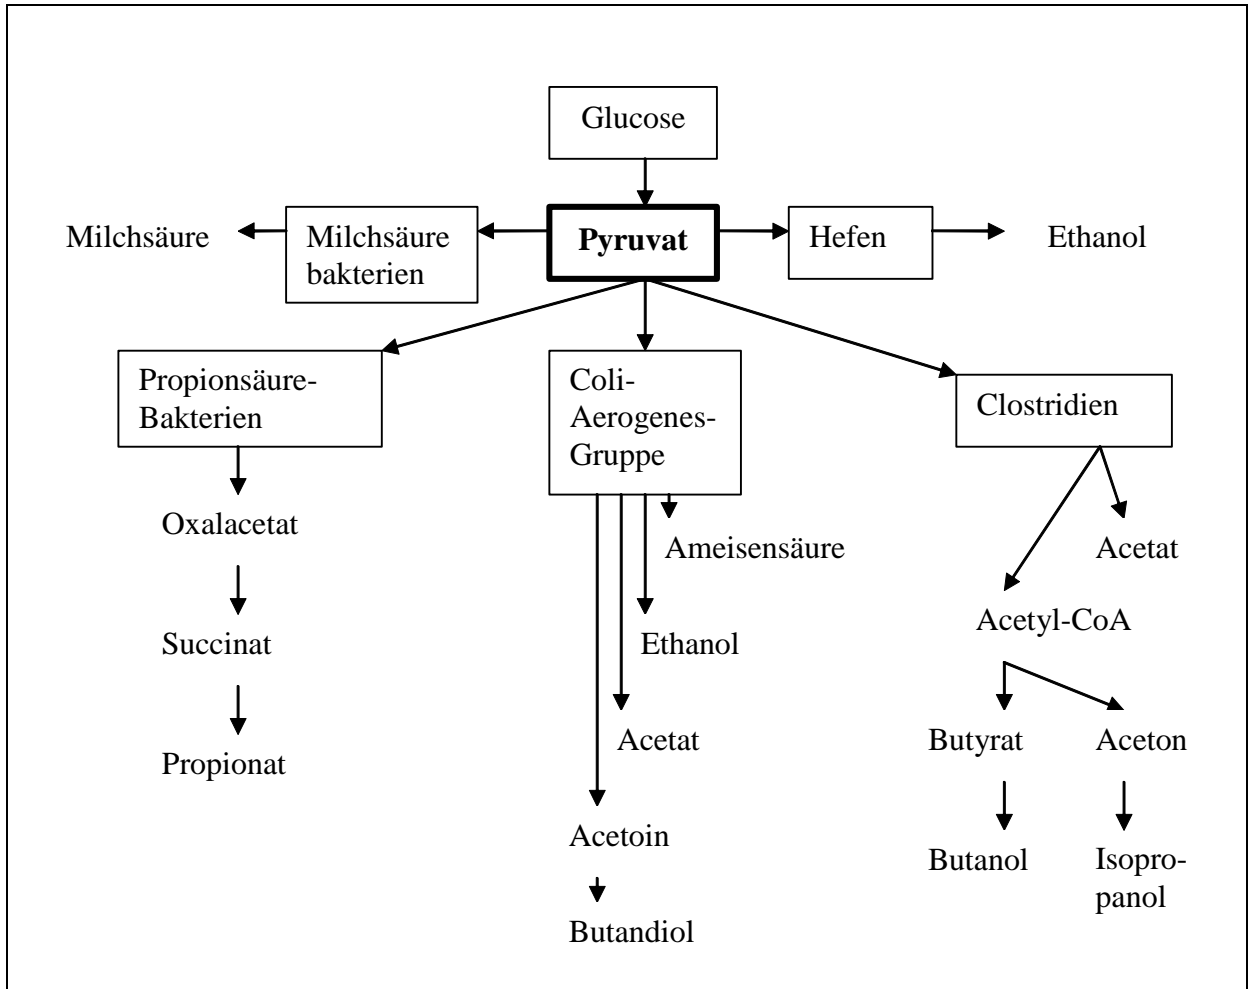 Glucose
Milchsäure
Milchsäure
bakterien
Pyruvat
Hefen
Ethanol
Propionsäure-
Bakterien
Coli-
Aerogenes-
Gruppe
Clostridien
Oxalacetat
Succinat
Propionat
Ameisensäure
Ethanol
Acetat
Acetoin
Butandiol
Acetat
Acetyl-CoA
Butyrat
Aceton
Butanol
Isopro-
panol